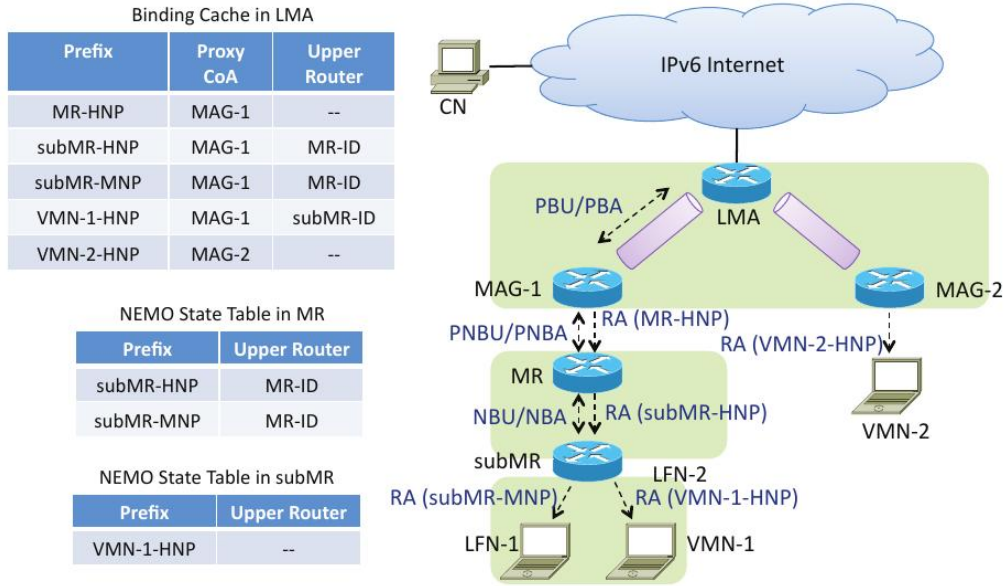 Binding Cache in LMA
Prefix Proxy CoA Upper Router
MR-HNP MAG-1 --
subMR-HNP MAG-1 MR-ID
subMR-MNP MAG-1 MR-ID
VMN-1-HNP MAG-1 subMR-ID
VMN-2-HNP MAG-2 --
NEMO State Table in MR
Prefix Upper Router
subMR-HNP MR-ID
subMR-MNP MR-ID
NEMO State Table in subMR
Prefix Upper Router
VMN-1-HNP --
IPv6 Internet
CN
LMA
PBU/PBA
MAG-1
MAG-2
PNBU/PNBA
RA (MR-HNP)
RA (VMN-2-HNP)
MR
NBU/NBA
RA (subMR-HNP)
VMN-2
subMR
LFN-2
RA (subMR-MNP)
RA (VMN-1-HNP)
LFN-1
VMN-1